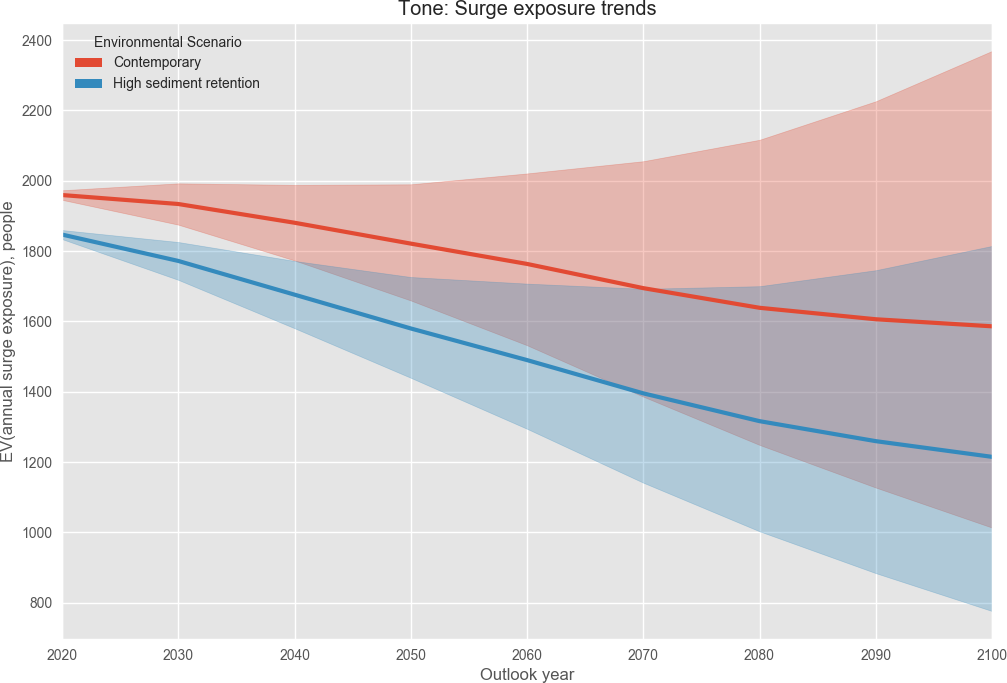 Tone: Surge exposure trends
Environmental Scenario
Contemporary
High sediment retention
EV(annual surge exposure), people
2400
2200
2000
1800
1600
1400
1200
1000
800
2020 2030 2040 2050 2060 2070 2080 2090 2100
Outlook year